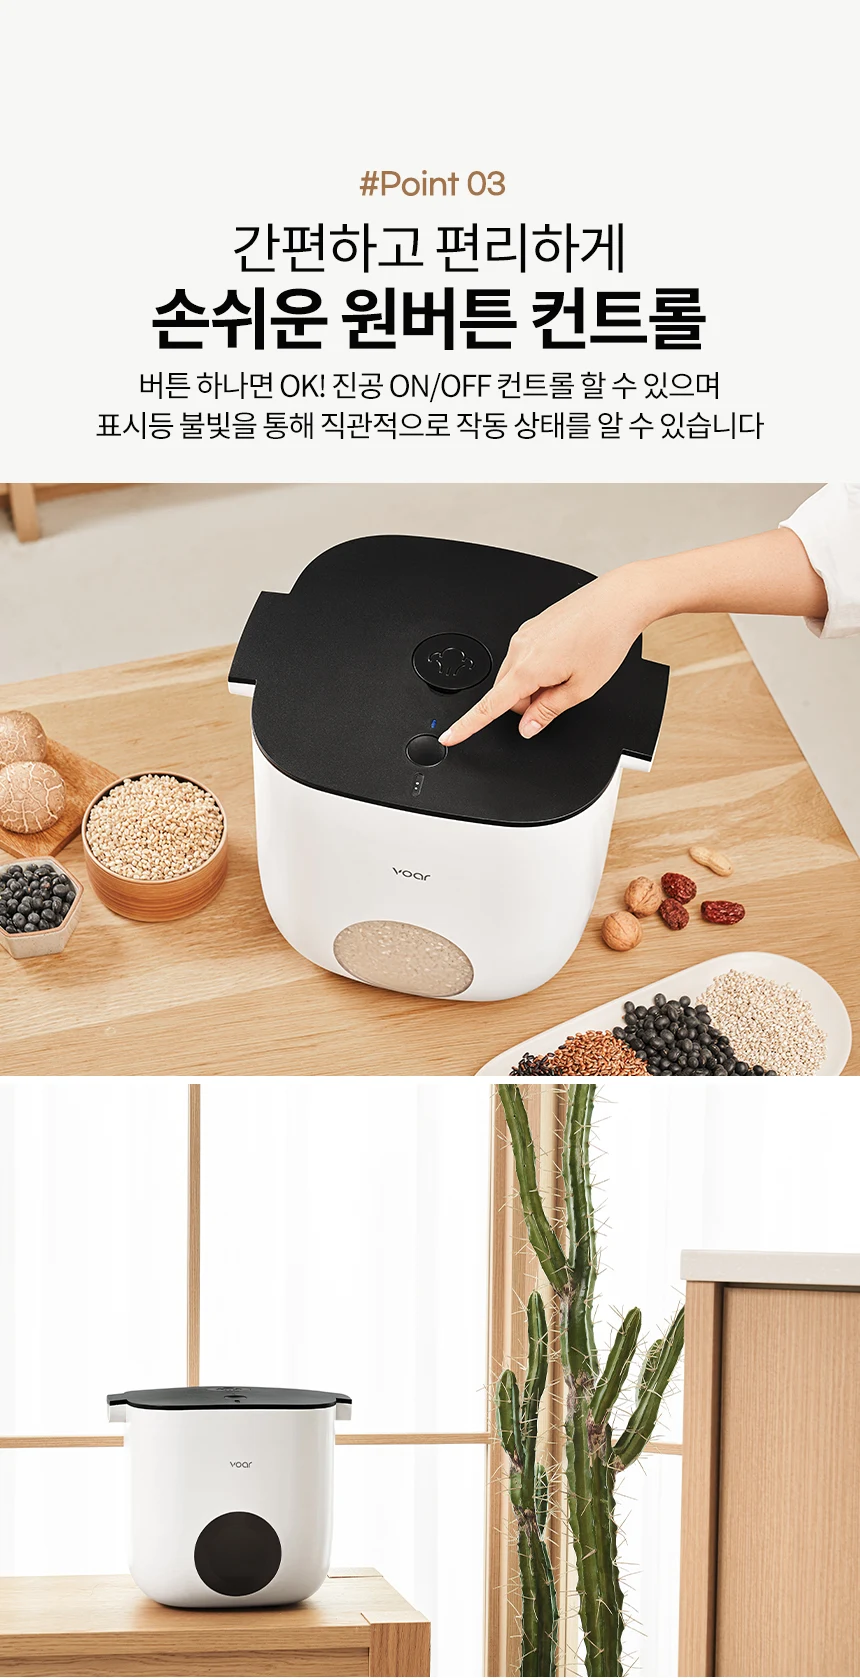 #Point 03
간편하고 편리하게
손쉬운 원버튼 컨트롤
버튼 하나면 OK! 진공 ON/OFF 컨트롤 할 수 있으며
표시등 불빛을 통해 직관적으로 작동 상태를 알 수 있습니다
voar
voar